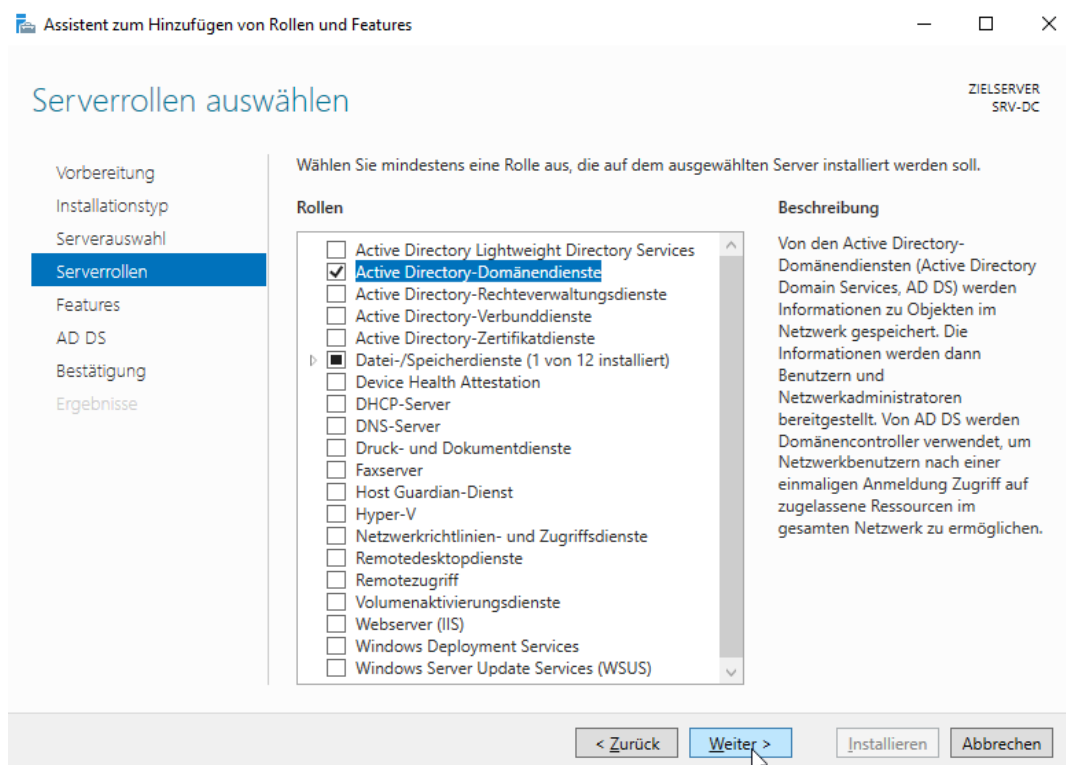 Assistent zum Hinzufügen von Rollen und Features
Serverrollen auswählen
ZIELSERVER
SRV-DC
Vorbereitung
Installationstyp
Serverauswahl
Serverrollen
Features
AD DS
Bestätigung
Ergebnisse
Wählen Sie mindestens eine Rolle aus, die auf dem ausgewählten Server installiert werden soll.
Rollen
Active Directory Lightweight Directory Services
Active Directory-Domänendienste
Active Directory-Rechteverwaltungsdienste
Active Directory-Verbunddienste
Active Directory-Zertifikatdienste
Datei-/Speicherdienste (1 von 12 installiert)
Device Health Attestation
DHCP-Server
DNS-Server
Druck- und Dokumentdienste
Faxserver
Host Guardian-Dienst
Hyper-V
Netzwerkrichtlinien- und Zugriffsdienste
Remotedesktopdienste
Remotezugriff
Volumenaktivierungsdienste
Webserver (IIS)
Windows Deployment Services
Windows Server Update Services (WSUS)
Beschreibung
Von den Active Directory-
Domänendiensten (Active Directory
Domain Services, AD DS) werden
Informationen zu Objekten im
Netzwerk gespeichert. Die
Informationen werden dann
Benutzern und
Netzwerkadministratoren
bereitgestellt. Von AD DS werden
Domänencontroller verwendet, um
Netzwerkbenutzern nach einer
einmaligen Anmeldung Zugriff auf
zugelassene Ressourcen im
gesamten Netzwerk zu ermöglichen.
< Zurück
Weiter >
Installieren
Abbrechen